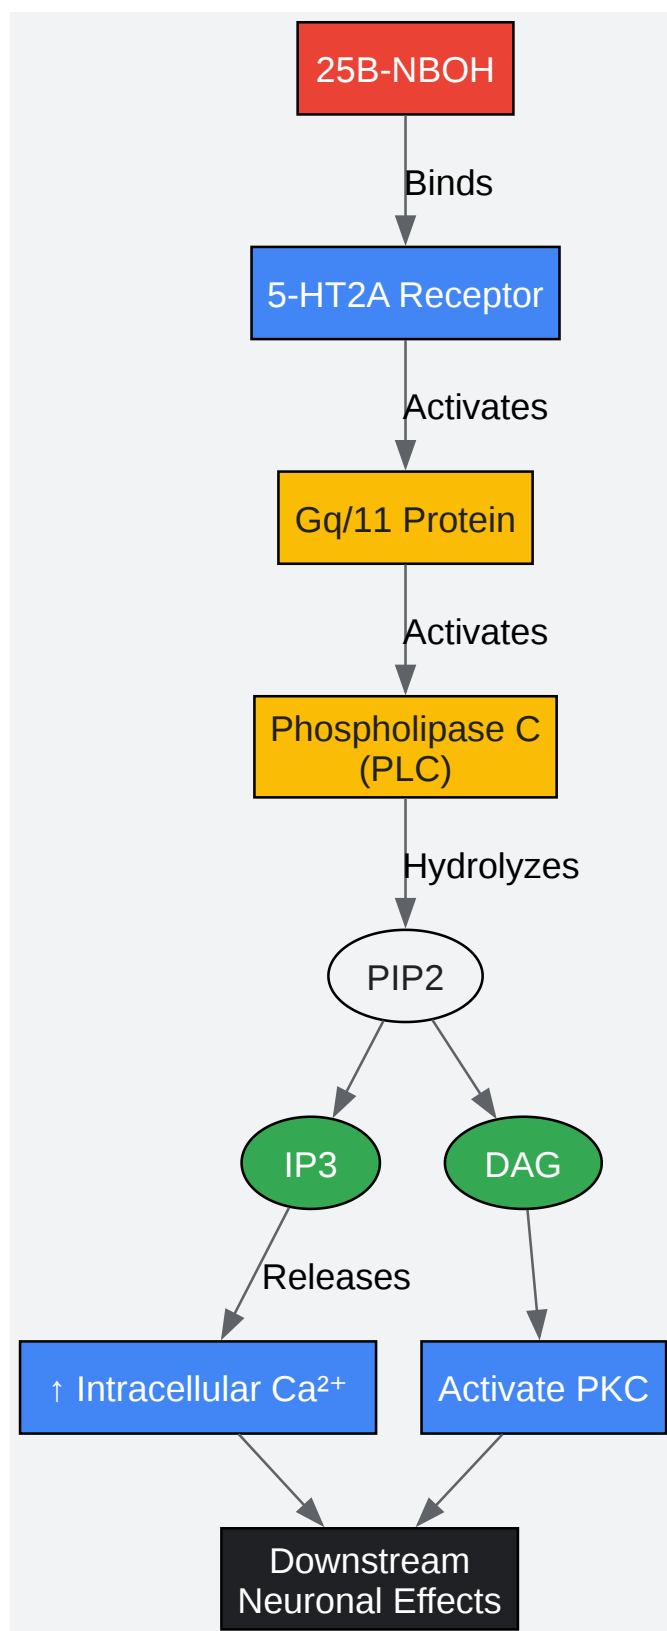 25B-NBOH
Binds
5-HT2A Receptor
Activates
Gq/11 Protein
Activates
Phospholipase C
(PLC)
Hydrolyzes
PIP2
IP3
DAG
Releases
↑ Intracellular Ca²⁺
Activate PKC
Downstream
Neuronal Effects